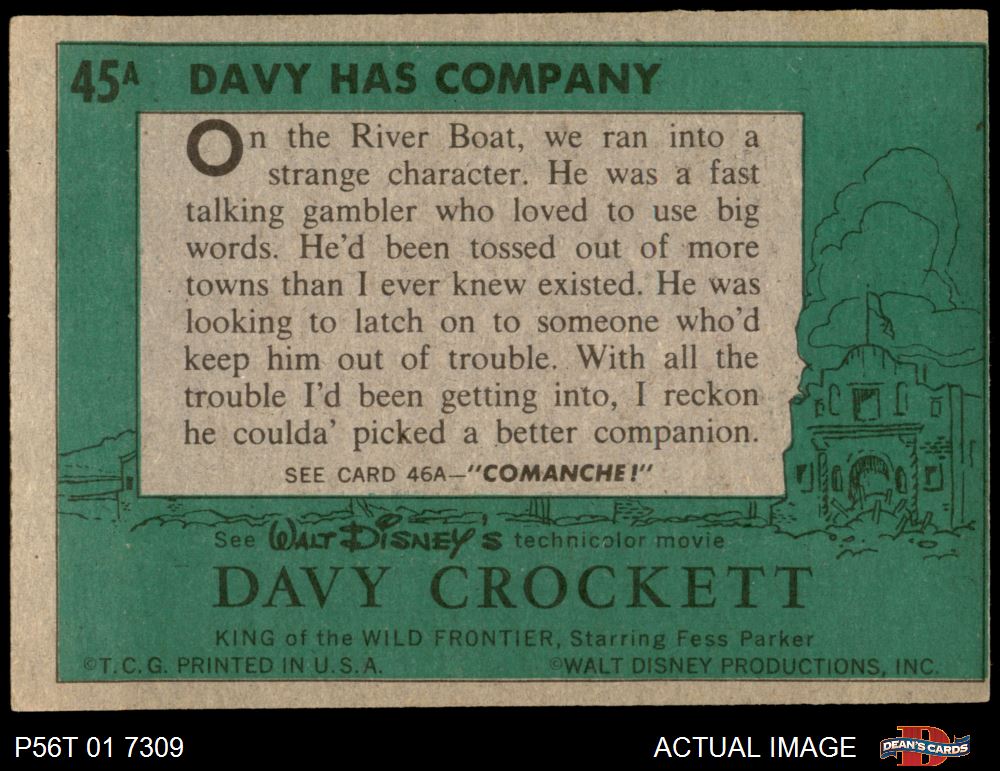 45A DAVY HAS COMPANY
On the River Boat, we ran into a
strange character. He was a fast
talking gambler who loved to use big
words. He'd been tossed out of more
towns than I ever knew existed. He was
looking to latch on to someone who'd
keep him out of trouble. With all the
trouble I'd been getting into, I reckon
he coulda' picked a better companion.
SEE CARD 46A—"COMANCHE!"
See WALT DISNEY'S technicolor movie
DAVY CROCKETT
KING of the WILD FRONTIER, Starring Fess Parker
©T.C.G. PRINTED IN U.S.A. ©WALT DISNEY PRODUCTIONS, INC.
P56T 01 7309 ACTUAL IMAGE DEAN'S CARDS